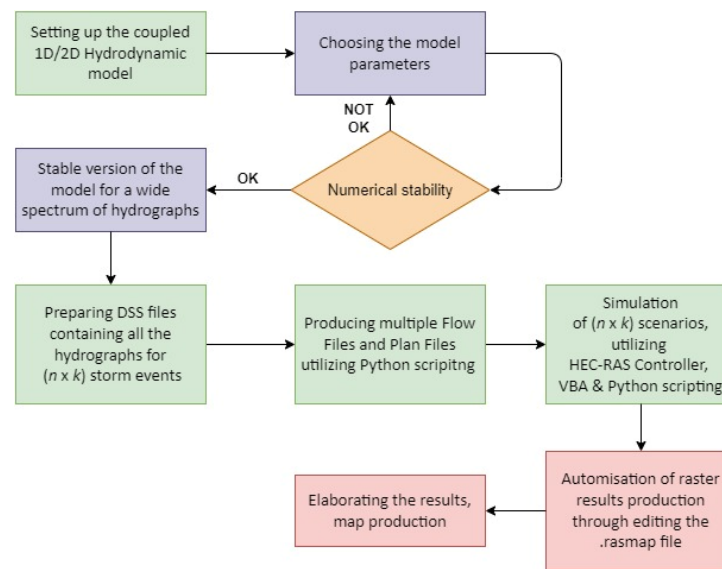 Setting up the coupled
1D/2D Hydrodynamic
model
Choosing the model
parameters
NOT
OK
Numerical stability
OK
Stable version of the
model for a wide
spectrum of hydrographs
Preparing DSS files
containing all the
hydrographs for
(n x k) storm events
Producing multiple Flow
Files and Plan Files
utilizing Python scripitng
Simulation
of (n x k) scenarios,
utilizing
HEC-RAS Controller,
VBA & Python scripting
Automisation of raster
results production
through editing the
.rasmap file
Elaborating the results,
map production